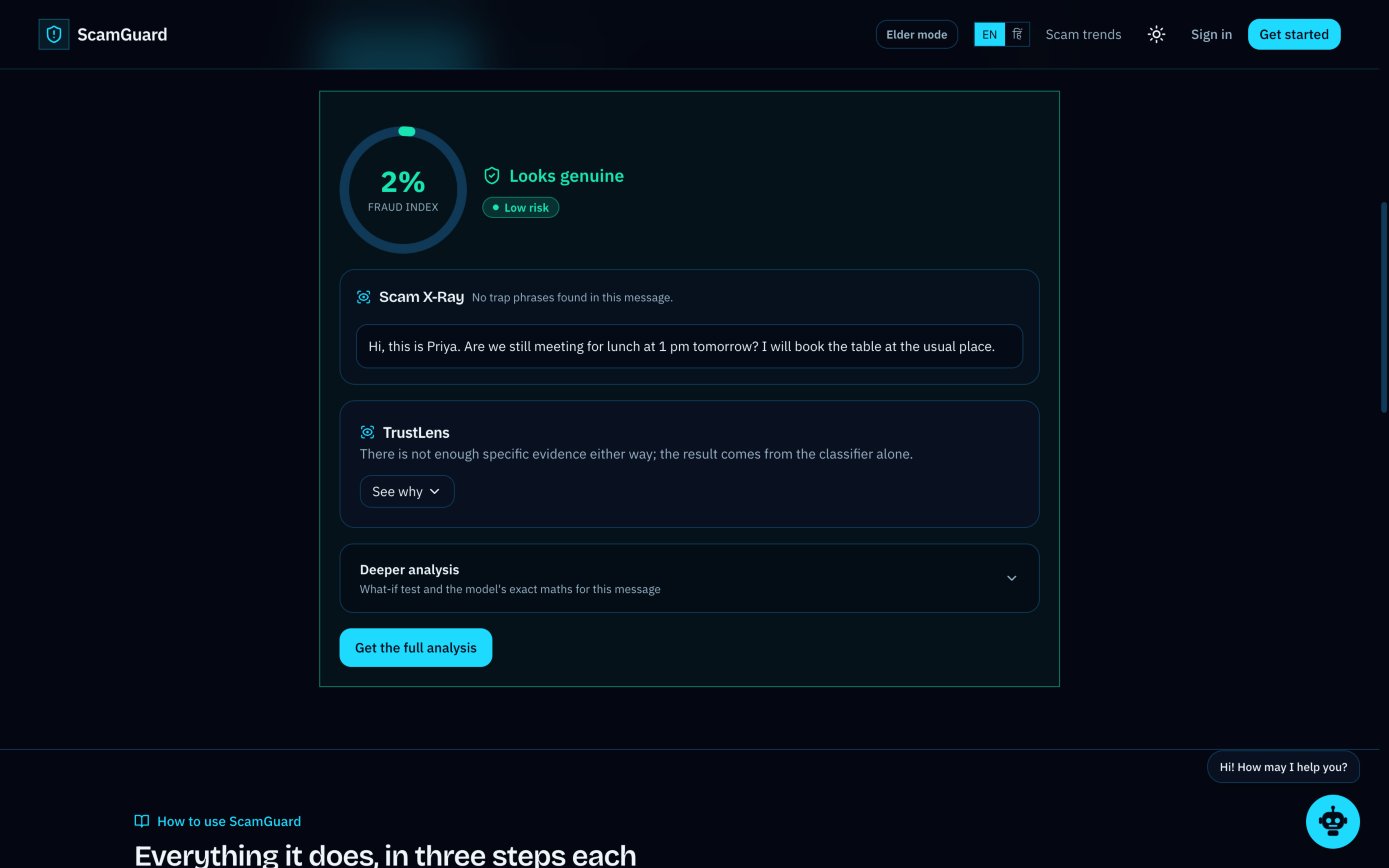 ScamGuard
Elder mode
EN हिं
Scam trends
Sign in
Get started
2%
FRAUD INDEX
Looks genuine
Low risk
Scam X-Ray No trap phrases found in this message.
Hi, this is Priya. Are we still meeting for lunch at 1 pm tomorrow? I will book the table at the usual place.
TrustLens
There is not enough specific evidence either way; the result comes from the classifier alone.
See why
Deeper analysis
What-if test and the model's exact maths for this message
Get the full analysis
Hi! How may I help you?
How to use ScamGuard
Everything it does, in three steps each